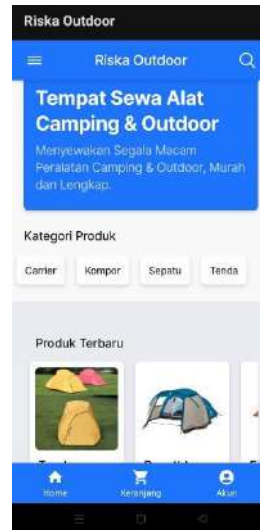 Riska Outdoor
Riska Outdoor
Tempat Sewa Alat
Camping & Outdoor
Menyewakan Segala Macam
Peralatan Camping & Outdoor, Murah
dan Lengkap.
Kategori Produk
Carrier Kompor Sepatu Tenda
Produk Terbaru
Home Keranjang Akun